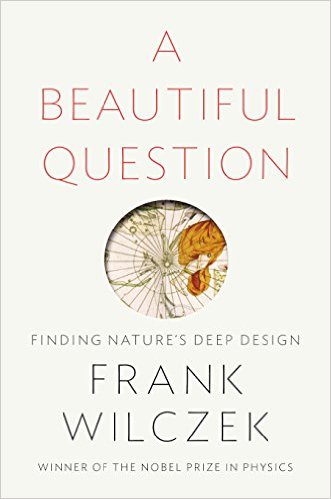 A
BEAUTIFUL
QUESTION
FINDING NATURE'S DEEP DESIGN
FRANK
WILCZEK
WINNER OF THE NOBEL PRIZE IN PHYSICS